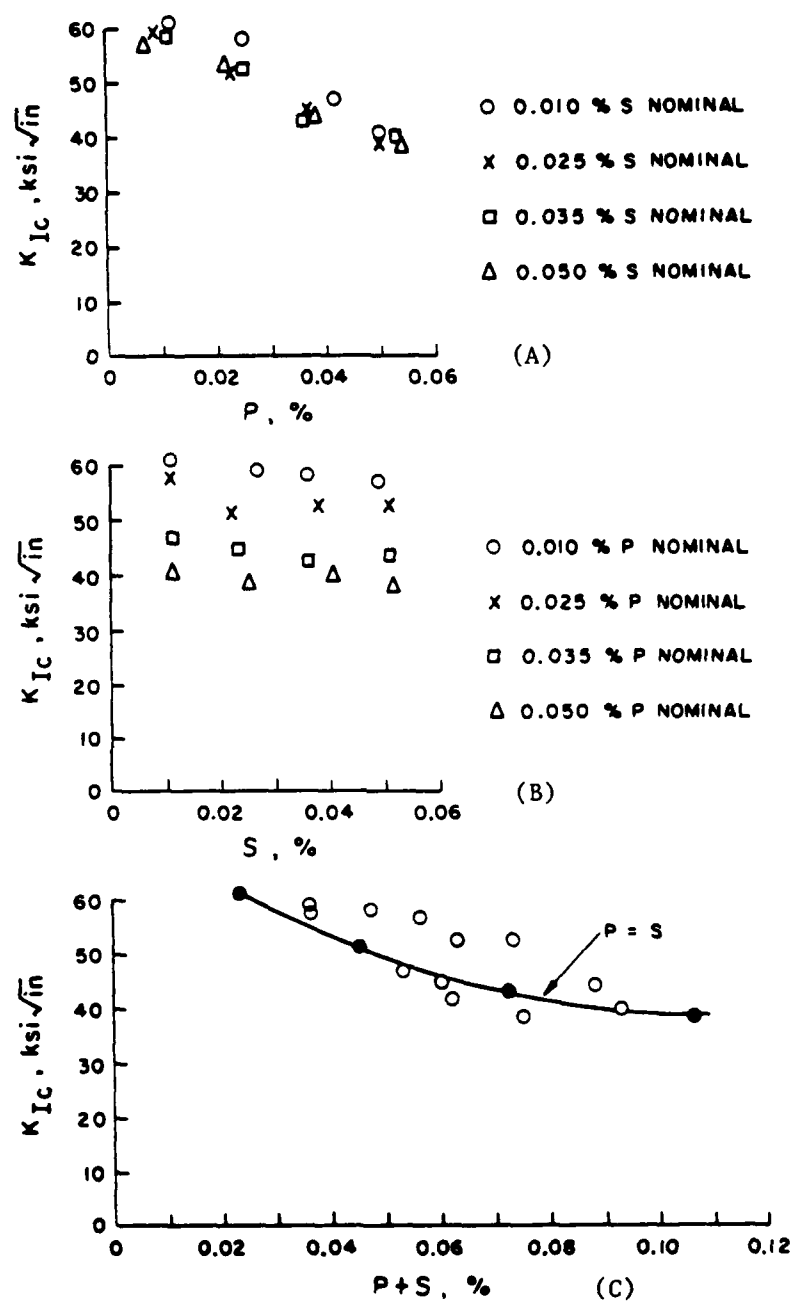 60
50
40
30
20
10
0
K Ic , ksi √in
0 0.02 0.04 0.06
P , %
○ 0.010 % S NOMINAL
× 0.025 % S NOMINAL
□ 0.035 % S NOMINAL
△ 0.050 % S NOMINAL
(A)
60
50
40
30
20
10
0
K Ic , ksi √in
0 0.02 0.04 0.06
S , %
○ 0.010 % P NOMINAL
× 0.025 % P NOMINAL
□ 0.035 % P NOMINAL
△ 0.050 % P NOMINAL
(B)
60
50
40
30
20
10
0
K Ic , ksi √in
P = S
0 0.02 0.04 0.06 0.08 0.10 0.12
P+S , % (C)